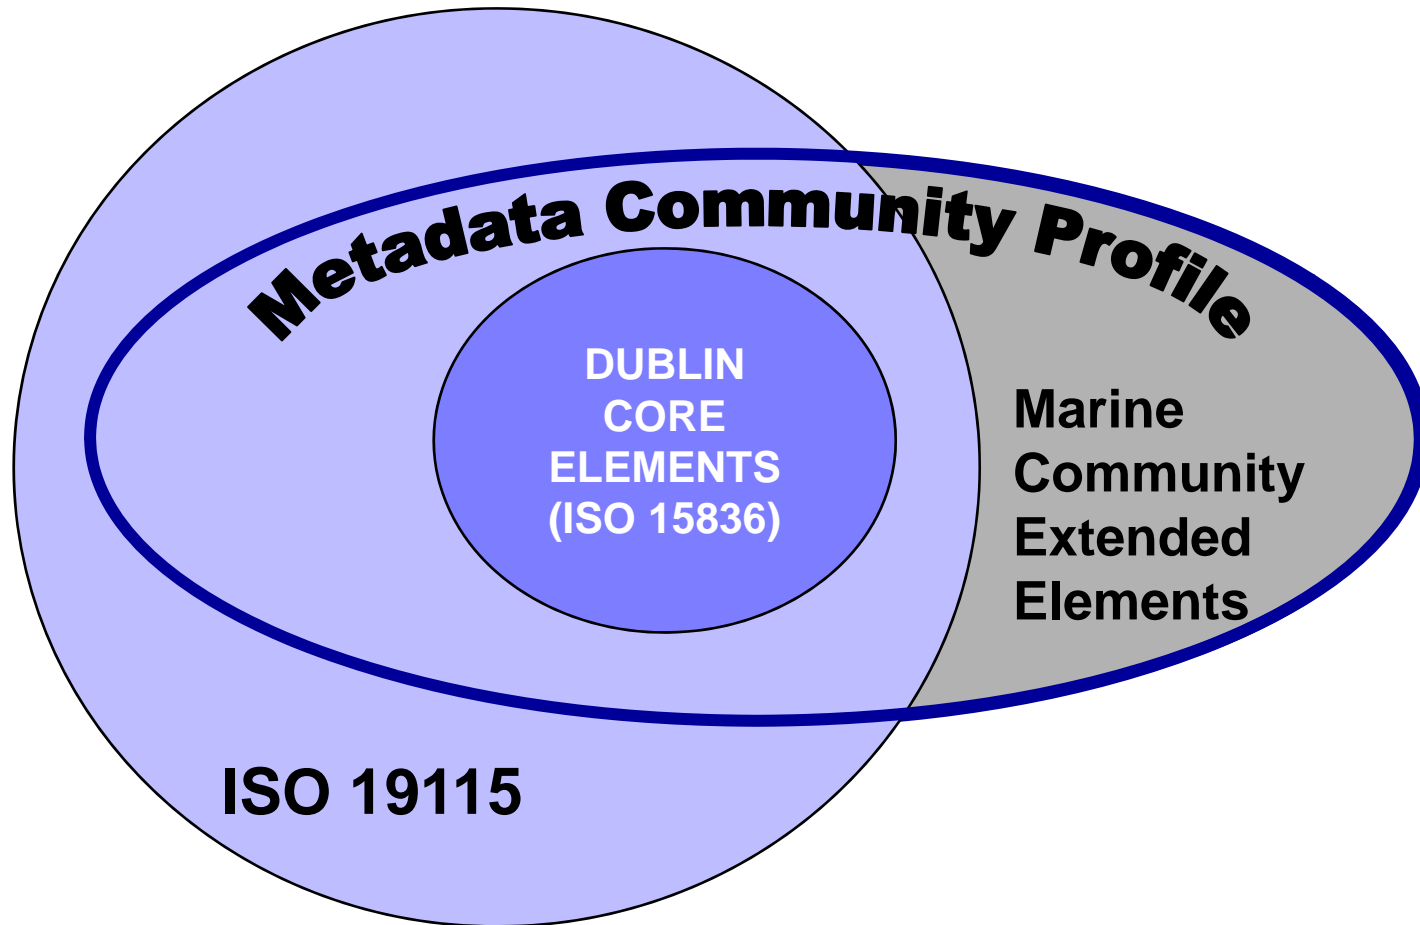 Metadata Community Profile
DUBLIN
CORE
ELEMENTS
(ISO 15836)
Marine
Community
Extended
Elements
ISO 19115